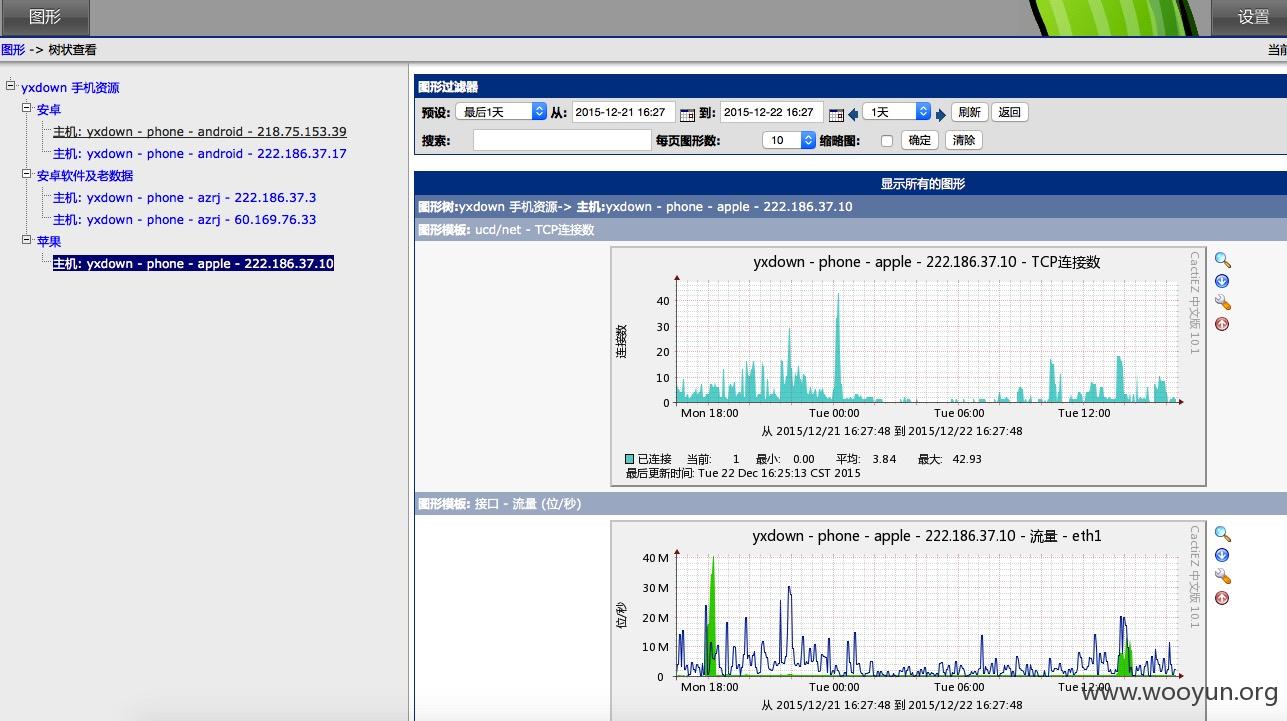 图形
设置
图形 -> 树状查看
当前
yxdown 手机资源
安卓
主机: yxdown - phone - android - 218.75.153.39
主机: yxdown - phone - android - 222.186.37.17
安卓软件及老数据
主机: yxdown - phone - azrj - 222.186.37.3
主机: yxdown - phone - azrj - 60.169.76.33
苹果
主机: yxdown - phone - apple - 222.186.37.10
图形过滤器
预设: 最后1天 从: 2015-12-21 16:27 到: 2015-12-22 16:27 1天 刷新 返回
搜索: 每页图形数: 10 缩略图: 确定 清除
显示所有的图形
图形树:yxdown 手机资源-> 主机:yxdown - phone - apple - 222.186.37.10
图形模板: ucd/net - TCP连接数
yxdown - phone - apple - 222.186.37.10 - TCP连接数
CactiEZ 中文版 10.1
连接数
40
30
20
10
0
Mon 18:00 Tue 00:00 Tue 06:00 Tue 12:00
从 2015/12/21 16:27:48 到 2015/12/22 16:27:48
已连接 当前: 1 最小: 0.00 平均: 3.84 最大: 42.93
最后更新时间: Tue 22 Dec 16:25:13 CST 2015
图形模板: 接口 - 流量 (位/秒)
yxdown - phone - apple - 222.186.37.10 - 流量 - eth1
CactiEZ 中文版 10.1
位/秒
40 M
30 M
20 M
10 M
0
Mon 18:00 Tue 00:00 Tue 06:00 Tue 12:00
从 2015/12/21 16:27:48 到 2015/12/22 16:27:48
www.wooyun.org